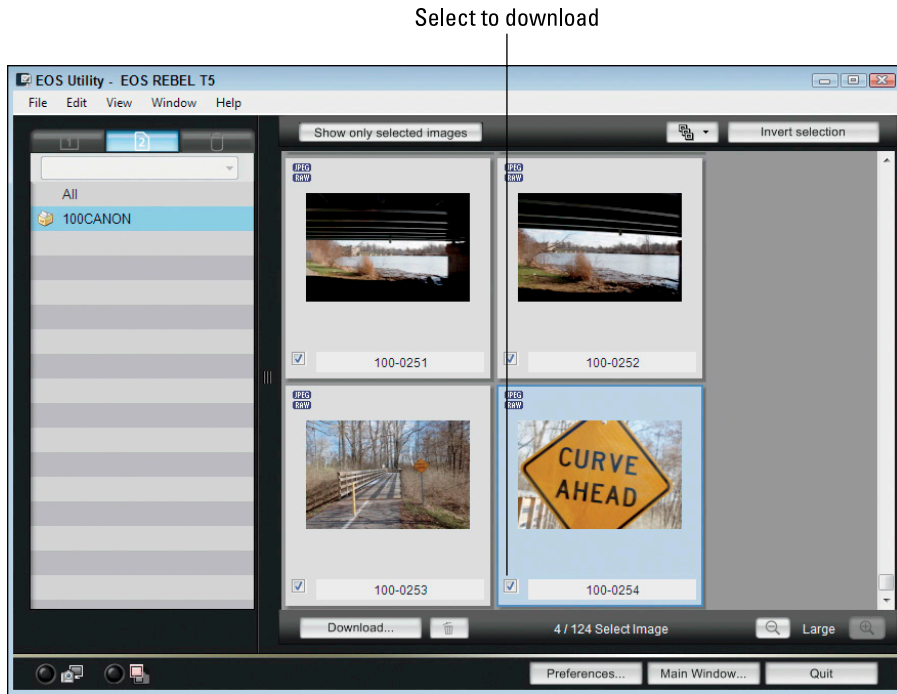 Select to download
EOS Utility - EOS REBEL T5
File Edit View Window Help
1 2
Show only selected images
Invert selection
All
100CANON
JPEG
RAW
JPEG
RAW
100-0251
100-0252
JPEG
RAW
JPEG
RAW
CURVE
AHEAD
100-0253
100-0254
Download...
4 / 124 Select Image
Large
Preferences...
Main Window...
Quit